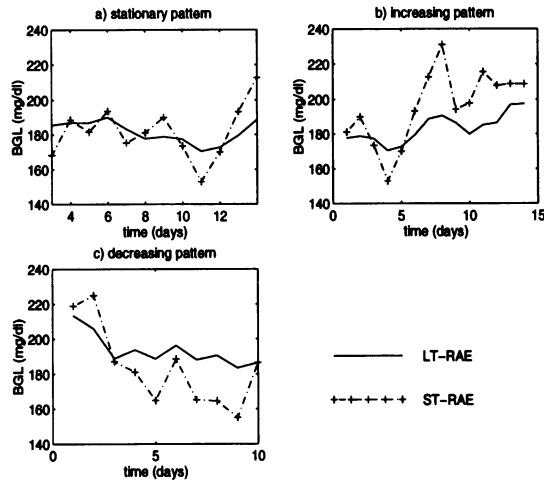 a) stationary pattern
240
220
200
180
160
140
BGL (mg/dl)
4 6 8 10 12 14
time (days)
b) increasing pattern
240
220
200
180
160
140
BGL (mg/dl)
0 5 10 15
time (days)
c) decreasing pattern
240
220
200
180
160
140
BGL (mg/dl)
0 5 10
time (days)
LT-RAE
ST-RAE